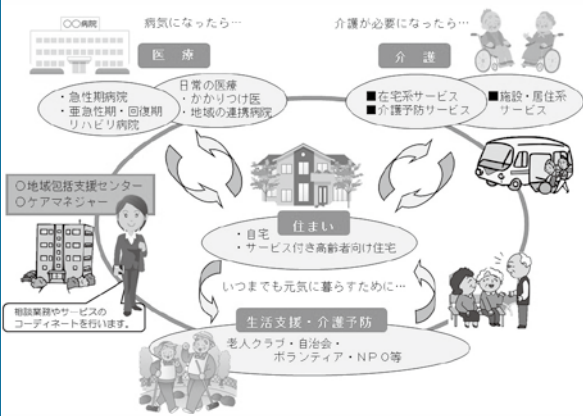 〇〇病院
病気になったら…
医療
・急性期病院
・亜急性期・回復期
リハビリ病院
日常の医療
・かかりつけ医
・地域の連携病院
介護が必要になったら…
介護
■在宅系サービス
■介護予防サービス
■施設・居住系
サービス
〇地域包括支援センター
〇ケアマネジャー
相談業務やサービスの
コーディネートを行います。
住まい
・自宅
・サービス付き高齢者向け住宅
いつまでも元気に暮らすために…
生活支援・介護予防
老人クラブ・自治会・
ボランティア・NPO等